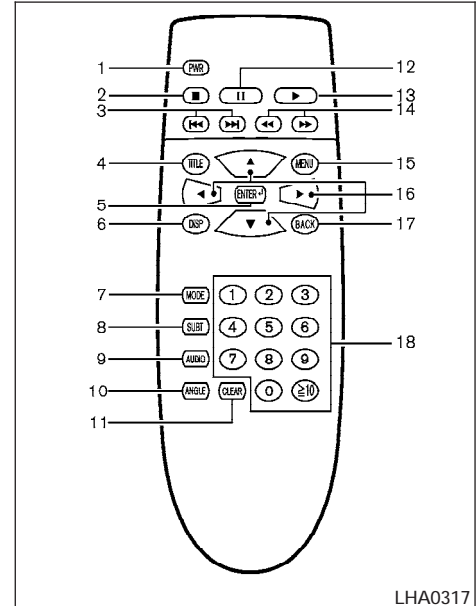 1 PWR 12
2 13
3 14
4 TITLE MENU 15
5 ENTER 16
6 DISP BACK 17
7 MODE 1 2 3
8 SUBT 4 5 6 18
9 AUDIO 7 8 9
10 ANGLE CLEAR 0 ≧10
11
LHA0317